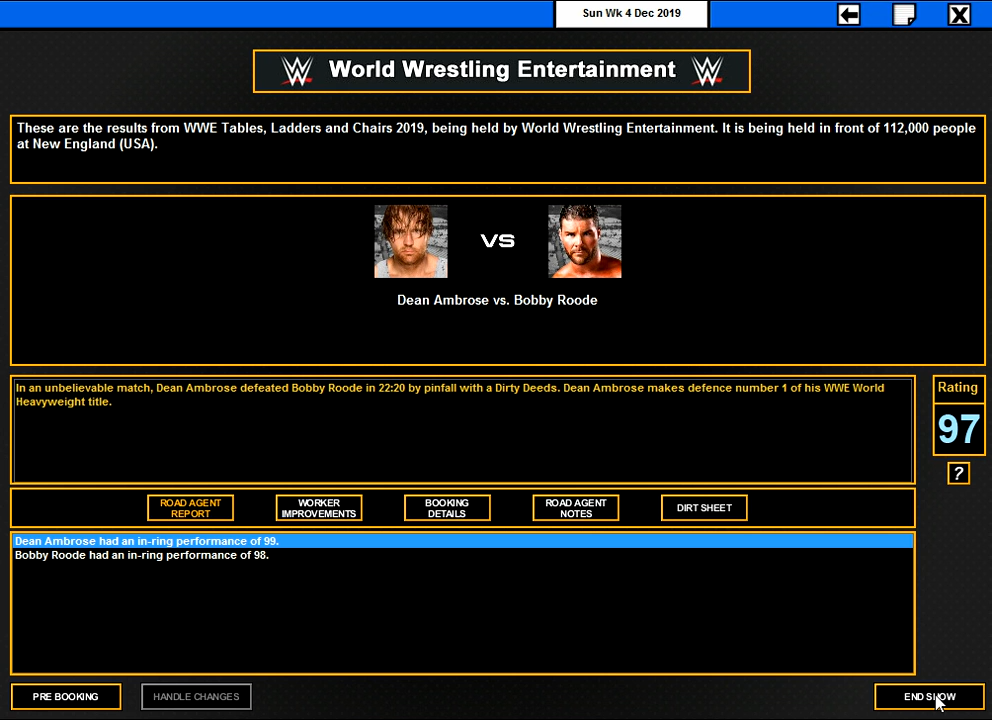 Sun Wk 4 Dec 2019
World Wrestling Entertainment
These are the results from WWE Tables, Ladders and Chairs 2019, being held by World Wrestling Entertainment. It is being held in front of 112,000 people
at New England (USA).
VS
Dean Ambrose vs. Bobby Roode
In an unbelievable match, Dean Ambrose defeated Bobby Roode in 22:20 by pinfall with a Dirty Deeds. Dean Ambrose makes defence number 1 of his WWE World
Heavyweight title.
Rating
97
?
ROAD AGENT
REPORT
WORKER
IMPROVEMENTS
BOOKING
DETAILS
ROAD AGENT
NOTES
DIRT SHEET
Dean Ambrose had an in-ring performance of 99.
Bobby Roode had an in-ring performance of 98.
PRE BOOKING
HANDLE CHANGES
END SHOW